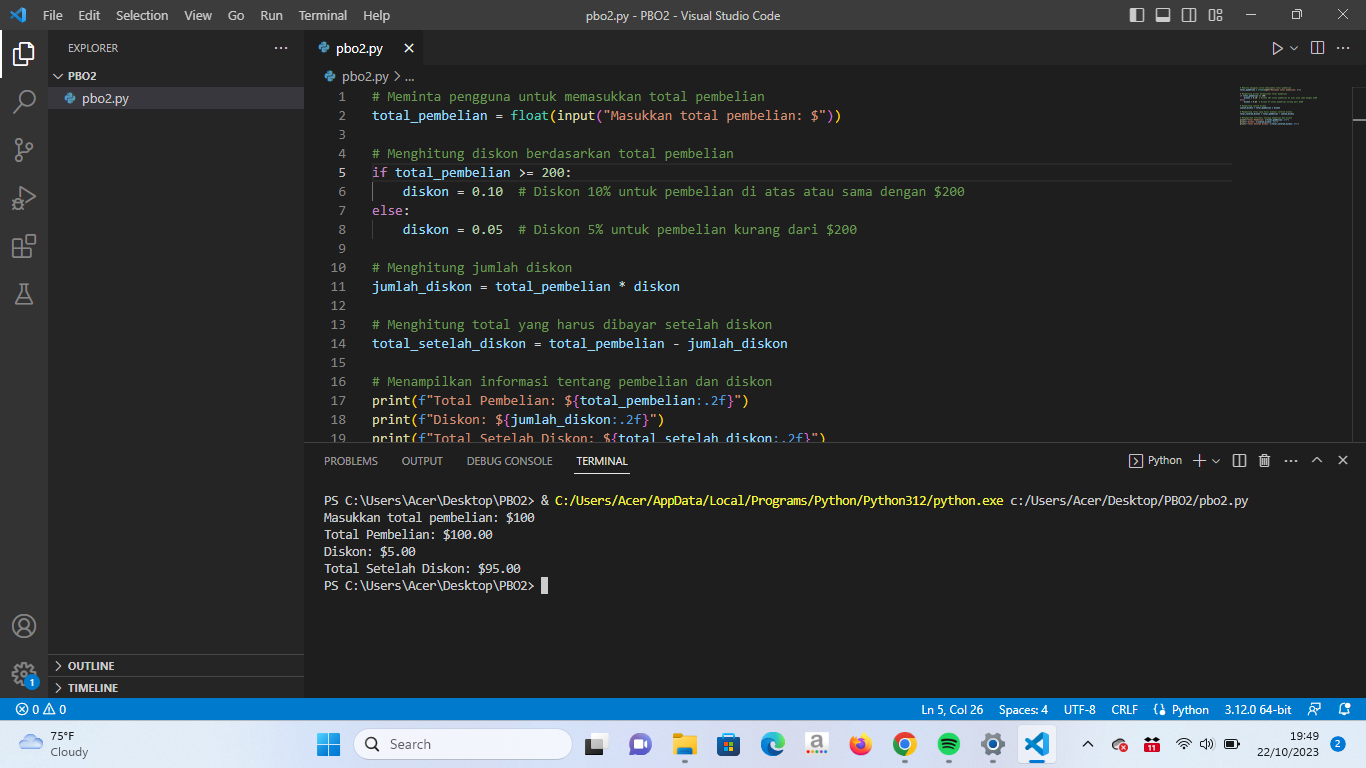 File Edit Selection View Go Run Terminal Help pbo2.py - PBO2 - Visual Studio Code
EXPLORER
PBO2
pbo2.py
OUTLINE
TIMELINE
pbo2.py
pbo2.py > ...
1 # Meminta pengguna untuk memasukkan total pembelian
2 total_pembelian = float(input("Masukkan total pembelian: $"))
3
4 # Menghitung diskon berdasarkan total pembelian
5 if total_pembelian >= 200:
6 diskon = 0.10 # Diskon 10% untuk pembelian di atas atau sama dengan $200
7 else:
8 diskon = 0.05 # Diskon 5% untuk pembelian kurang dari $200
9
10 # Menghitung jumlah diskon
11 jumlah_diskon = total_pembelian * diskon
12
13 # Menghitung total yang harus dibayar setelah diskon
14 total_setelah_diskon = total_pembelian - jumlah_diskon
15
16 # Menampilkan informasi tentang pembelian dan diskon
17 print(f"Total Pembelian: ${total_pembelian:.2f}")
18 print(f"Diskon: ${jumlah_diskon:.2f}")
19 print(f"Total Setelah Diskon: ${total_setelah_diskon:.2f}")
PROBLEMS OUTPUT DEBUG CONSOLE TERMINAL Python
PS C:\Users\Acer\Desktop\PBO2> & C:/Users/Acer/AppData/Local/Programs/Python/Python312/python.exe c:/Users/Acer/Desktop/PBO2/pbo2.py
Masukkan total pembelian: $100
Total Pembelian: $100.00
Diskon: $5.00
Total Setelah Diskon: $95.00
PS C:\Users\Acer\Desktop\PBO2>
1
0 0 Ln 5, Col 26 Spaces: 4 UTF-8 CRLF Python 3.12.0 64-bit
75°F
Cloudy
Search
a
11
19:49
22/10/2023
2